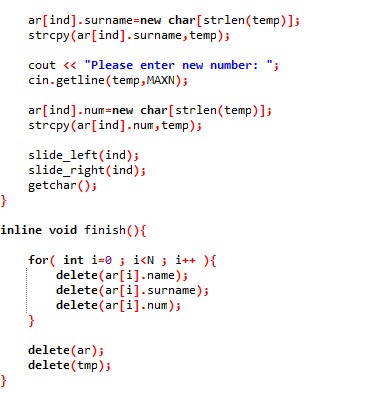 ar[ind].surname=new char[strlen(temp)];
strcpy(ar[ind].surname,temp);
cout << "Please enter new number: ";
cin.getline(temp,MAXN);
ar[ind].num=new char[strlen(temp)];
strcpy(ar[ind].num,temp);
slide_left(ind);
slide_right(ind);
getchar();
}
inline void finish(){
for( int i=0 ; i<N ; i++ ){
delete(ar[i].name);
delete(ar[i].surname);
delete(ar[i].num);
}
delete(ar);
delete(tmp);
}